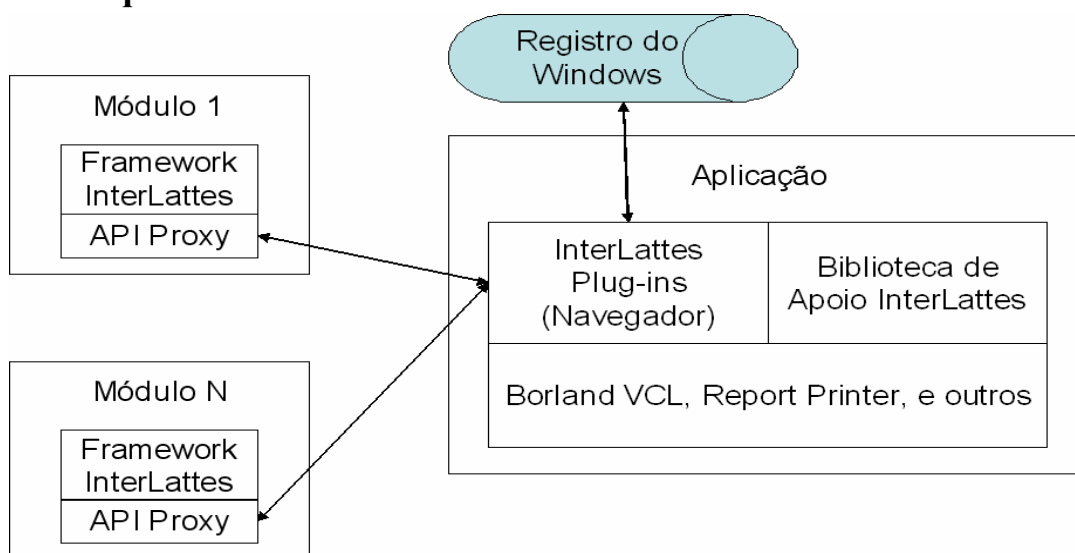 Registro do
Windows
Módulo 1
Framework
InterLattes
API Proxy
Aplicação
InterLattes
Plug-ins
(Navegador)
Biblioteca de
Apoio InterLattes
Borland VCL, Report Printer, e outros
Módulo N
Framework
InterLattes
API Proxy